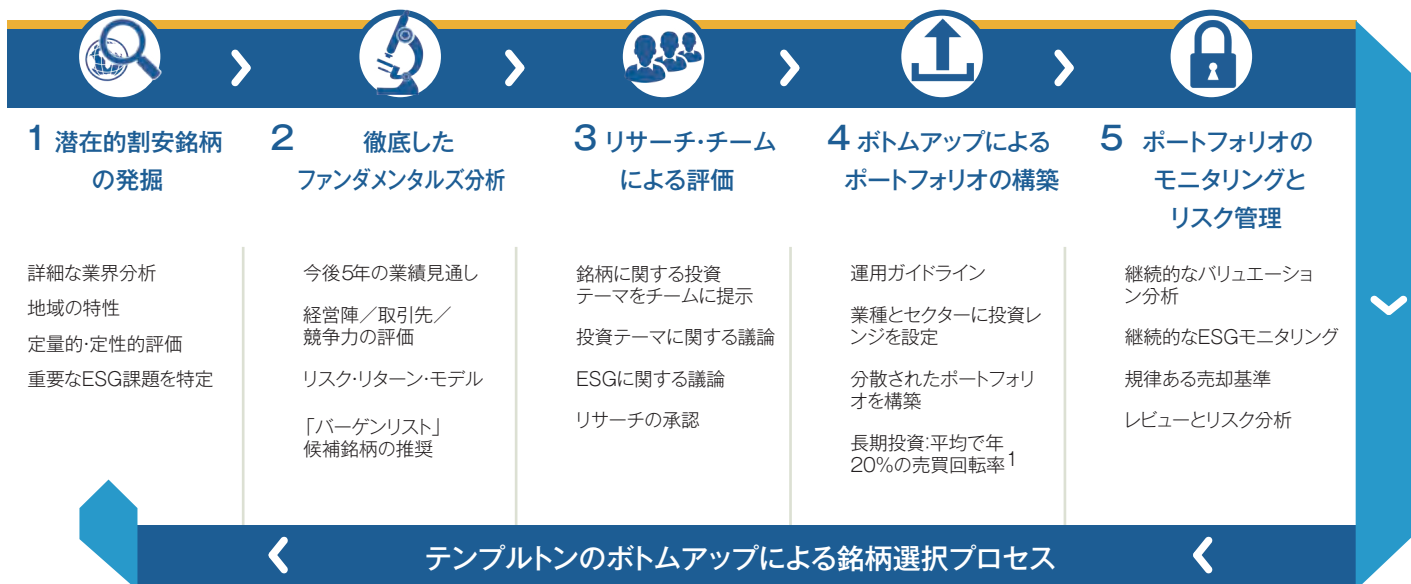 1 潜在的割安銘柄
の発掘
詳細な業界分析
地域の特性
定量的・定性的評価
重要なESG課題を特定
2 徹底した
ファンダメンタルズ分析
今後5年の業績見通し
経営陣／取引先／
競争力の評価
リスク・リターン・モデル
「バーゲンリスト」
候補銘柄の推奨
3 リサーチ・チーム
による評価
銘柄に関する投資
テーマをチームに提示
投資テーマに関する議論
ESGに関する議論
リサーチの承認
4 ボトムアップによる
ポートフォリオの構築
運用ガイドライン
業種とセクターに投資レ
ンジを設定
分散されたポートフォリ
オを構築
長期投資:平均で年
20%の売買回転率1
5 ポートフォリオの
モニタリングと
リスク管理
継続的なバリュエーショ
ン分析
継続的なESGモニタリング
規律ある売却基準
レビューとリスク分析
テンプルトンのボトムアップによる銘柄選択プロセス